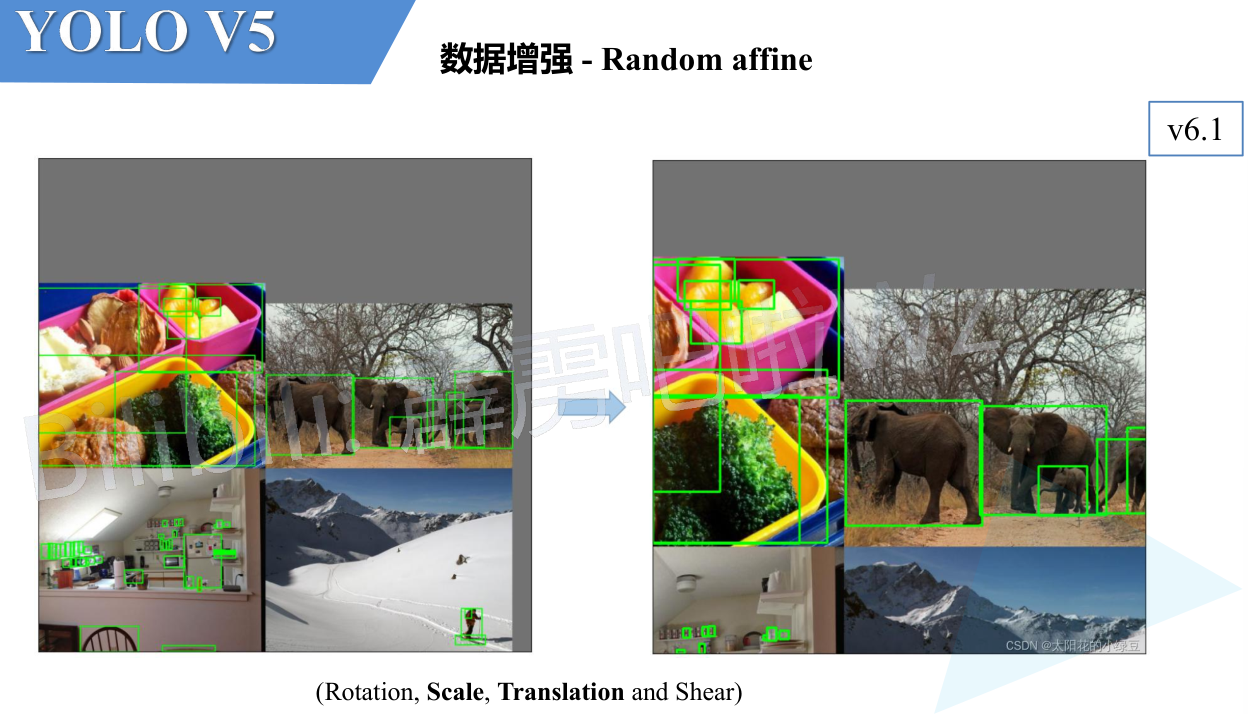 YOLO V5
数据增强 - Random affine
v6.1
Bilibili: 霹雳吧啦Wz
CSDN @太阳花的小绿豆
(Rotation, Scale, Translation and Shear)